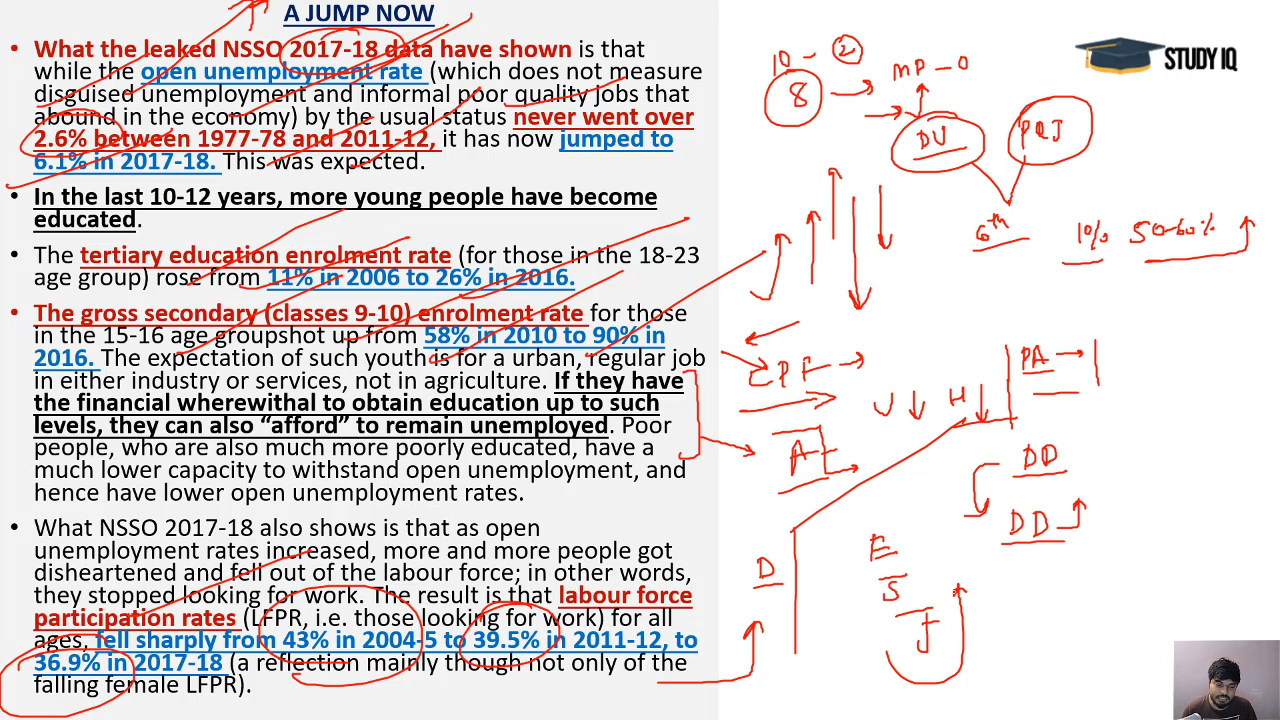 A JUMP NOW
• What the leaked NSSO 2017-18 data have shown is that
while the open unemployment rate (which does not measure
disguised unemployment and informal poor quality jobs that
abound in the economy) by the usual status never went over
2.6% between 1977-78 and 2011-12, it has now jumped to
6.1% in 2017-18. This was expected.
• In the last 10-12 years, more young people have become
educated.
• The tertiary education enrolment rate (for those in the 18-23
age group) rose from 11% in 2006 to 26% in 2016.
• The gross secondary (classes 9-10) enrolment rate for those
in the 15-16 age groupshot up from 58% in 2010 to 90% in
2016. The expectation of such youth is for a urban, regular job
in either industry or services, not in agriculture. If they have
the financial wherewithal to obtain education up to such
levels, they can also “afford” to remain unemployed. Poor
people, who are also much more poorly educated, have a
much lower capacity to withstand open unemployment, and
hence have lower open unemployment rates.
• What NSSO 2017-18 also shows is that as open
unemployment rates increased, more and more people got
disheartened and fell out of the labour force; in other words,
they stopped looking for work. The result is that labour force
participation rates (LFPR, i.e. those looking for work) for all
ages, fell sharply from 43% in 2004-5 to 39.5% in 2011-12, to
36.9% in 2017-18 (a reflection mainly though not only of the
falling female LFPR).
STUDY IQ
10 - 2
8
MP - 0
DU
6th 10% 50-60%
PF
U H
PA
A
DD
DD
D
E
S
J